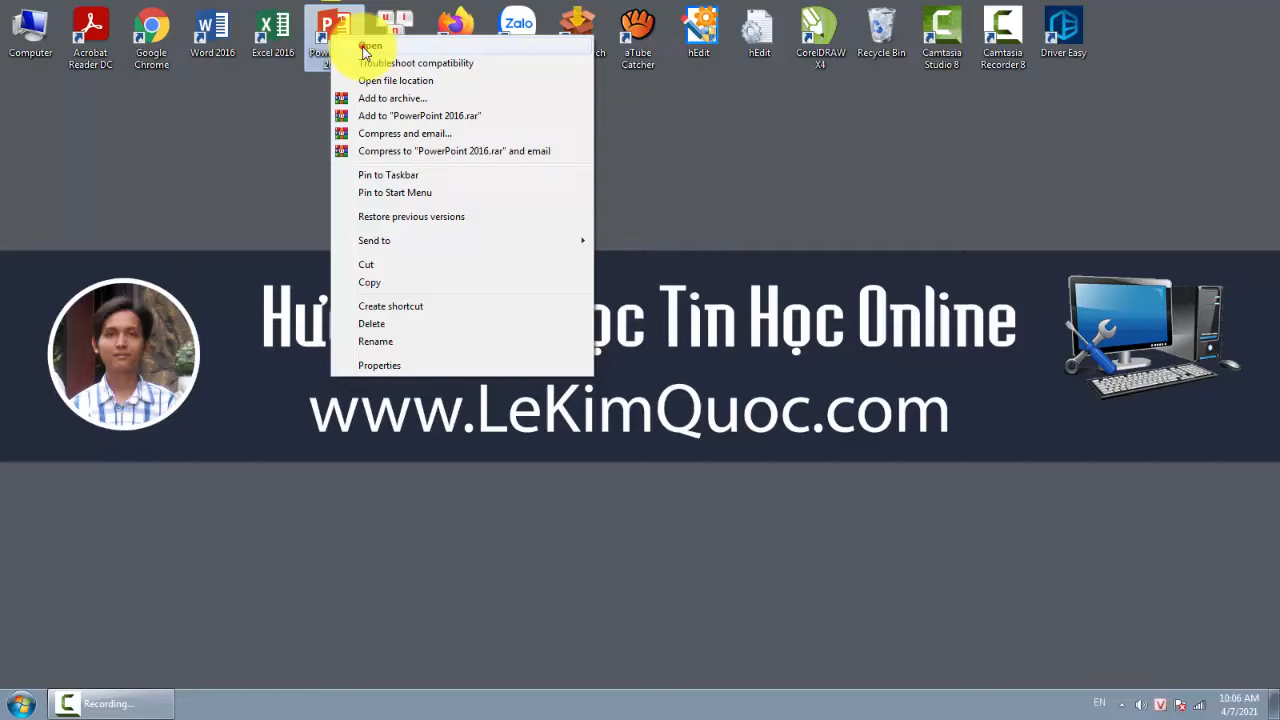 Computer
Acrobat Reader DC
Google Chrome
Word 2016
Excel 2016
Zalo
aTube Catcher
hEdit
hEdit
CorelDRAW X4
Recycle Bin
Camtasia Studio 8
Camtasia Recorder 8
Driver Easy
Open
Troubleshoot compatibility
Open file location
Add to archive...
Add to "PowerPoint 2016.rar"
Compress and email...
Compress to "PowerPoint 2016.rar" and email
Pin to Taskbar
Pin to Start Menu
Restore previous versions
Send to
Cut
Copy
Create shortcut
Delete
Rename
Properties
Tin Học Online
www.LeKimQuoc.com
Recording...
EN
10:06 AM
4/7/2021